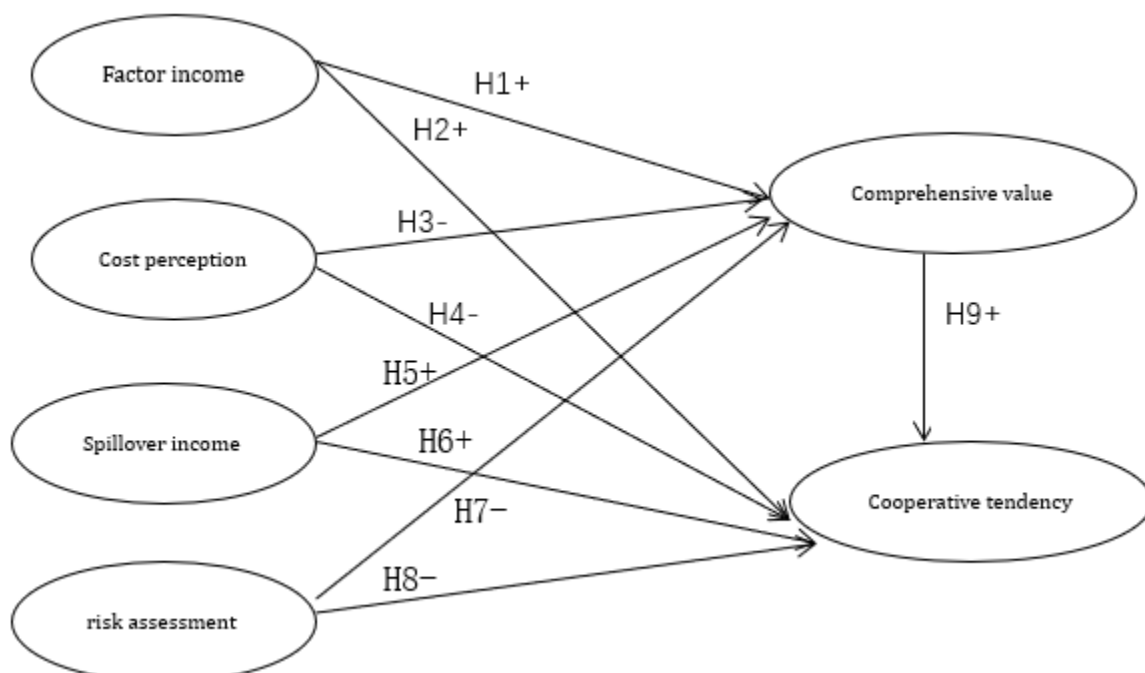 Factor income
H1+
H2+
Comprehensive value
Cost perception
H3-
H4-
H9+
H5+
Spillover income
H6+
Cooperative tendency
H7-
H8-
risk assessment